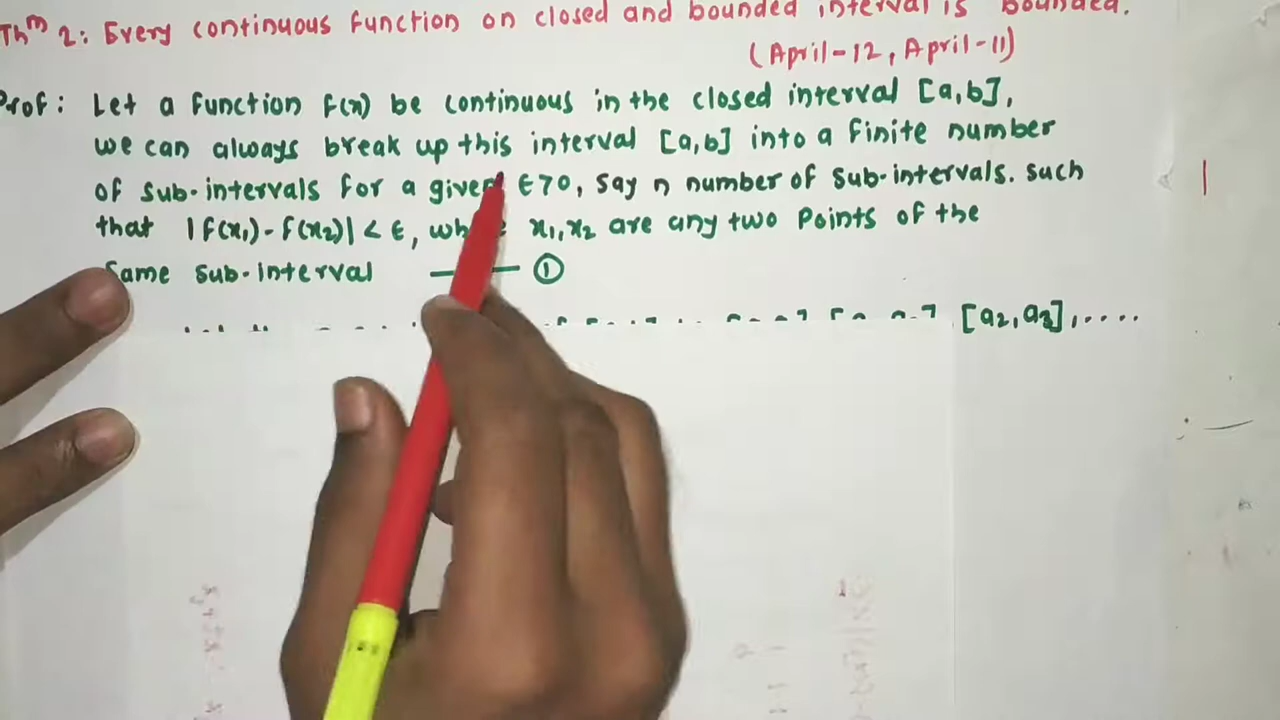 Thm 2: Every continuous function on closed and bounded interval is bounded.
(April-12, April-11)
Prof: Let a function f(x) be continuous in the closed interval [a,b],
we can always break up this interval [a,b] into a finite number
of sub-intervals for a given ϵ>0, say n number of sub-intervals. such
that |f(x₁)-f(x₂)| < ϵ, x₁,x₂ are any two points of the
same sub-interval — ①
[a₂,a₃],....